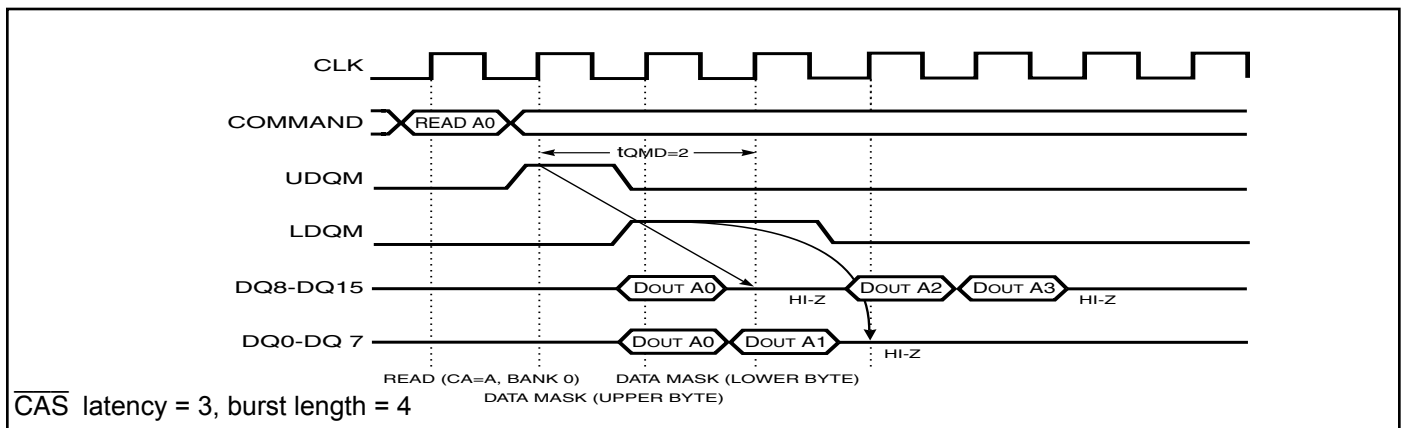 CLK
COMMAND
READ A0
tQMD=2
UDQM
LDQM
DQ8-DQ15
DOUT A0
HI-Z
DOUT A2
DOUT A3
HI-Z
DQ0-DQ 7
DOUT A0
DOUT A1
HI-Z
READ (CA=A, BANK 0)
DATA MASK (LOWER BYTE)
DATA MASK (UPPER BYTE)
CAS latency = 3, burst length = 4